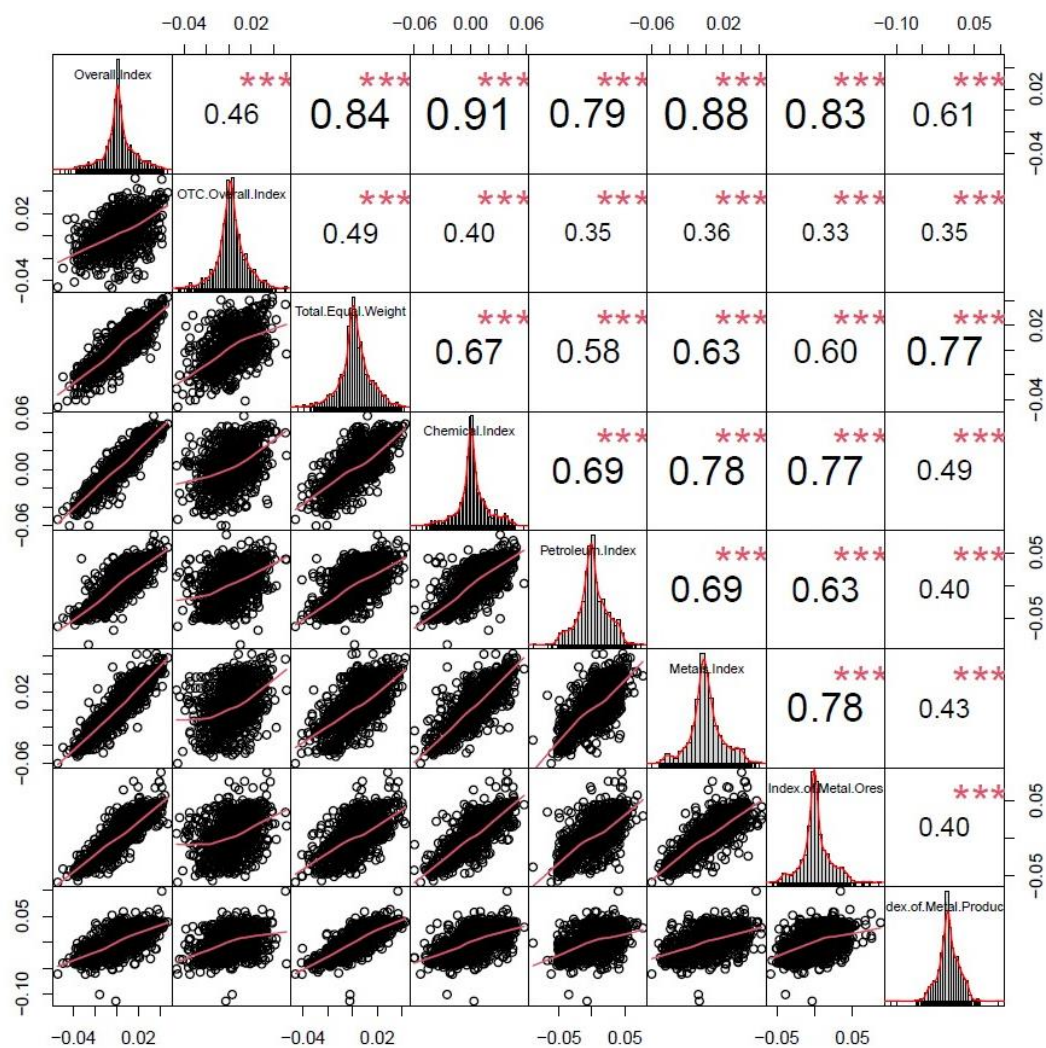 −0.04 0.02 −0.06 0.00 0.06 −0.06 0.02 −0.10 0.05
Overall.Index *** 0.46 *** 0.84 *** 0.91 *** 0.79 *** 0.88 *** 0.83 *** 0.61 −0.04 0.02
−0.04 0.02 OTC.Overall.Index *** 0.49 *** 0.40 *** 0.35 *** 0.36 *** 0.33 *** 0.35
Total.Equal.Weight *** 0.67 *** 0.58 *** 0.63 *** 0.60 *** 0.77 −0.04 0.02
−0.06 0.00 0.06 Chemical.Index *** 0.69 *** 0.78 *** 0.77 *** 0.49
Petroleum.Index *** 0.69 *** 0.63 *** 0.40 −0.05 0.05
−0.06 0.02 Metals.Index *** 0.78 *** 0.43
Index.of.Metal.Ores *** 0.40 −0.05 0.05
−0.10 0.05 dex.of.Metal.Produc
−0.04 0.02 −0.04 0.02 −0.05 0.05 −0.05 0.05